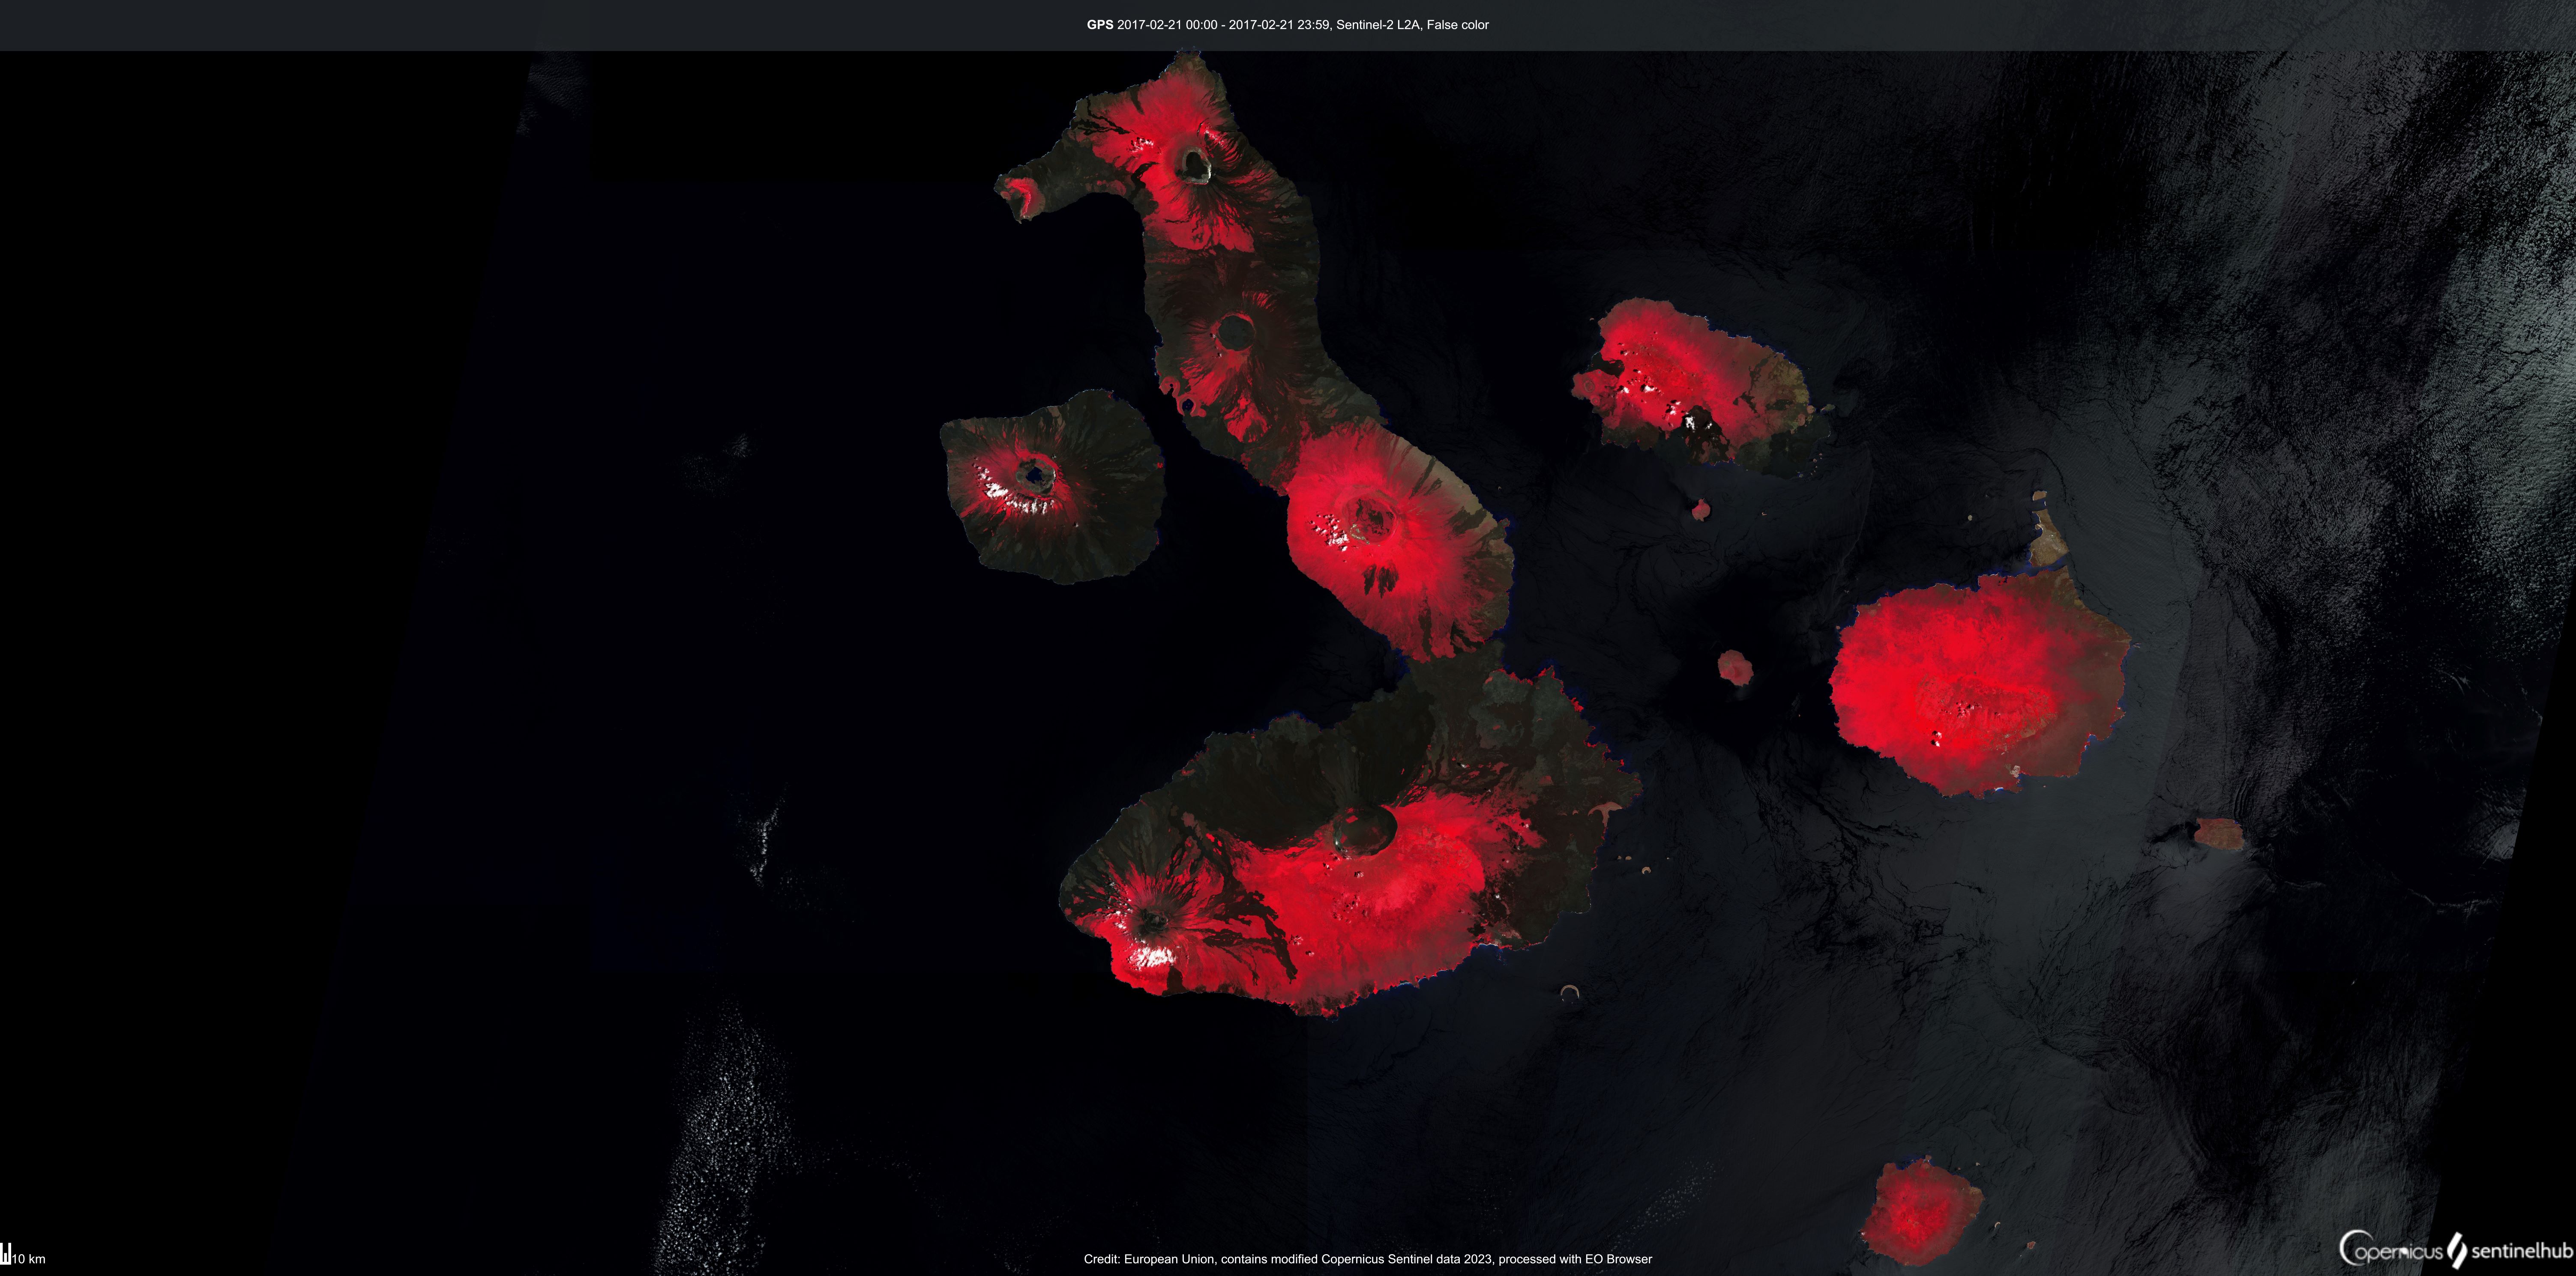 GPS 2017-02-21 00:00 - 2017-02-21 23:59, Sentinel-2 L2A, False color
10 km
Credit: European Union, contains modified Copernicus Sentinel data 2023, processed with EO Browser
Copernicus sentinelhub